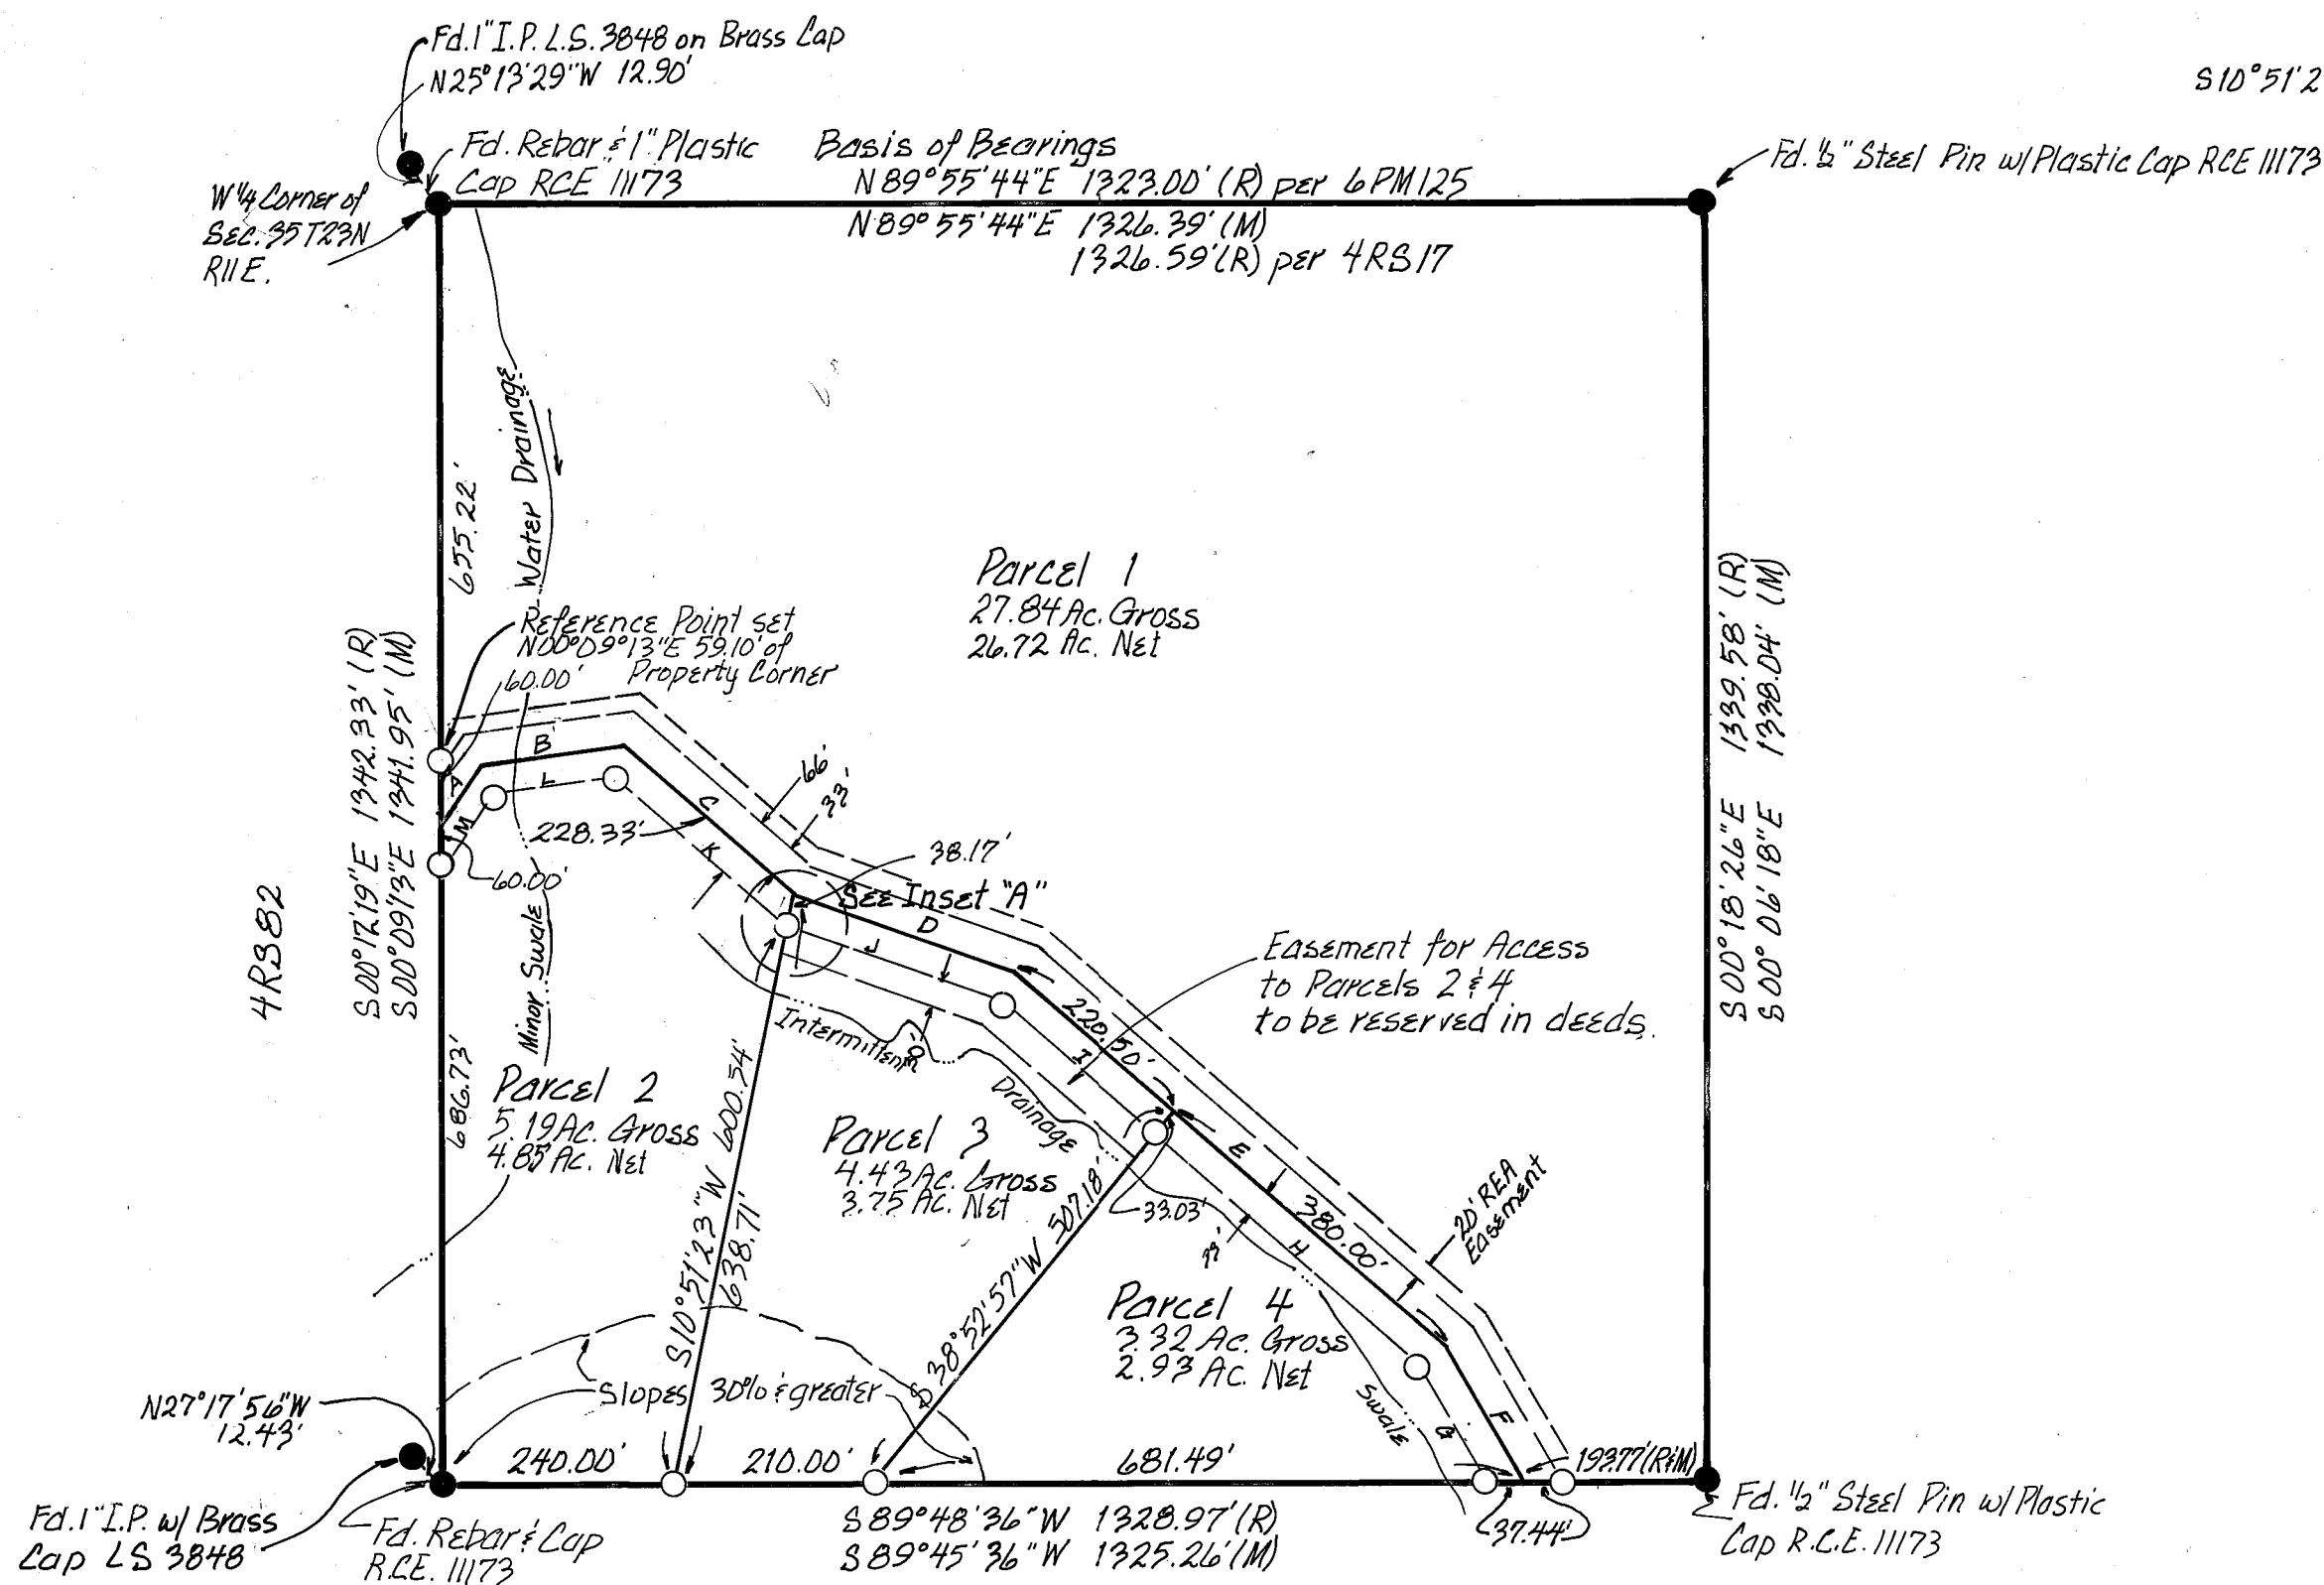 Fd. 1" I.P. L.S. 3848 on Brass Cap
N25°13'29"W 12.90'
S10°51'2
Fd. Rebar & 1" Plastic
Cap RCE 11173
Basis of Bearings
N89°55'44"E 1323.00' (R) per 6PM125
N89°55'44"E 1326.39' (M)
1326.59' (R) per 4RS17
Fd. ½" Steel Pin w/Plastic Cap RCE 11173
W ¼ Corner of
Sec. 35 T23N
R11E.
Water Drainage
655.22'
Parcel 1
27.84 Ac. Gross
26.72 Ac. Net
Reference Point set
N00°09°13"E 59.10' of
Property Corner
60.00'
S00°12'19"E 1342.33' (R)
S00°09'13"E 1341.95' (M)
S00°18'26"E 1339.58' (R)
S00°06'18"E 1338.04' (M)
4RS82
A
B
L
M
C
K
66'
33'
228.33'
38.17'
60.00'
See Inset "A"
D
J
Minor Swale
Easement for Access
to Parcels 2 & 4
to be reserved in deeds.
220.50'
I
Intermittent
Drainage
686.73'
Parcel 2
5.19 Ac. Gross
4.85 Ac. Net
S10°51'23"W 600.54'
638.71'
Parcel 3
4.43 Ac. Gross
3.75 Ac. Net
S38°52'57"W 507.18'
33.03'
E
H
380.00'
33'
20' REA
Easement
Parcel 4
3.32 Ac. Gross
2.93 Ac. Net
Slopes 30% & greater
Swale
G
F
N27°17'56"W
12.43'
240.00'
210.00'
681.49'
193.77' (R&M)
37.44'
S89°48'36"W 1328.97' (R)
S89°45'36"W 1325.26' (M)
Fd. 1" I.P. w/ Brass
Cap LS 3848
Fd. Rebar & Cap
R.C.E. 11173
Fd. ½" Steel Pin w/ Plastic
Cap R.C.E. 11173